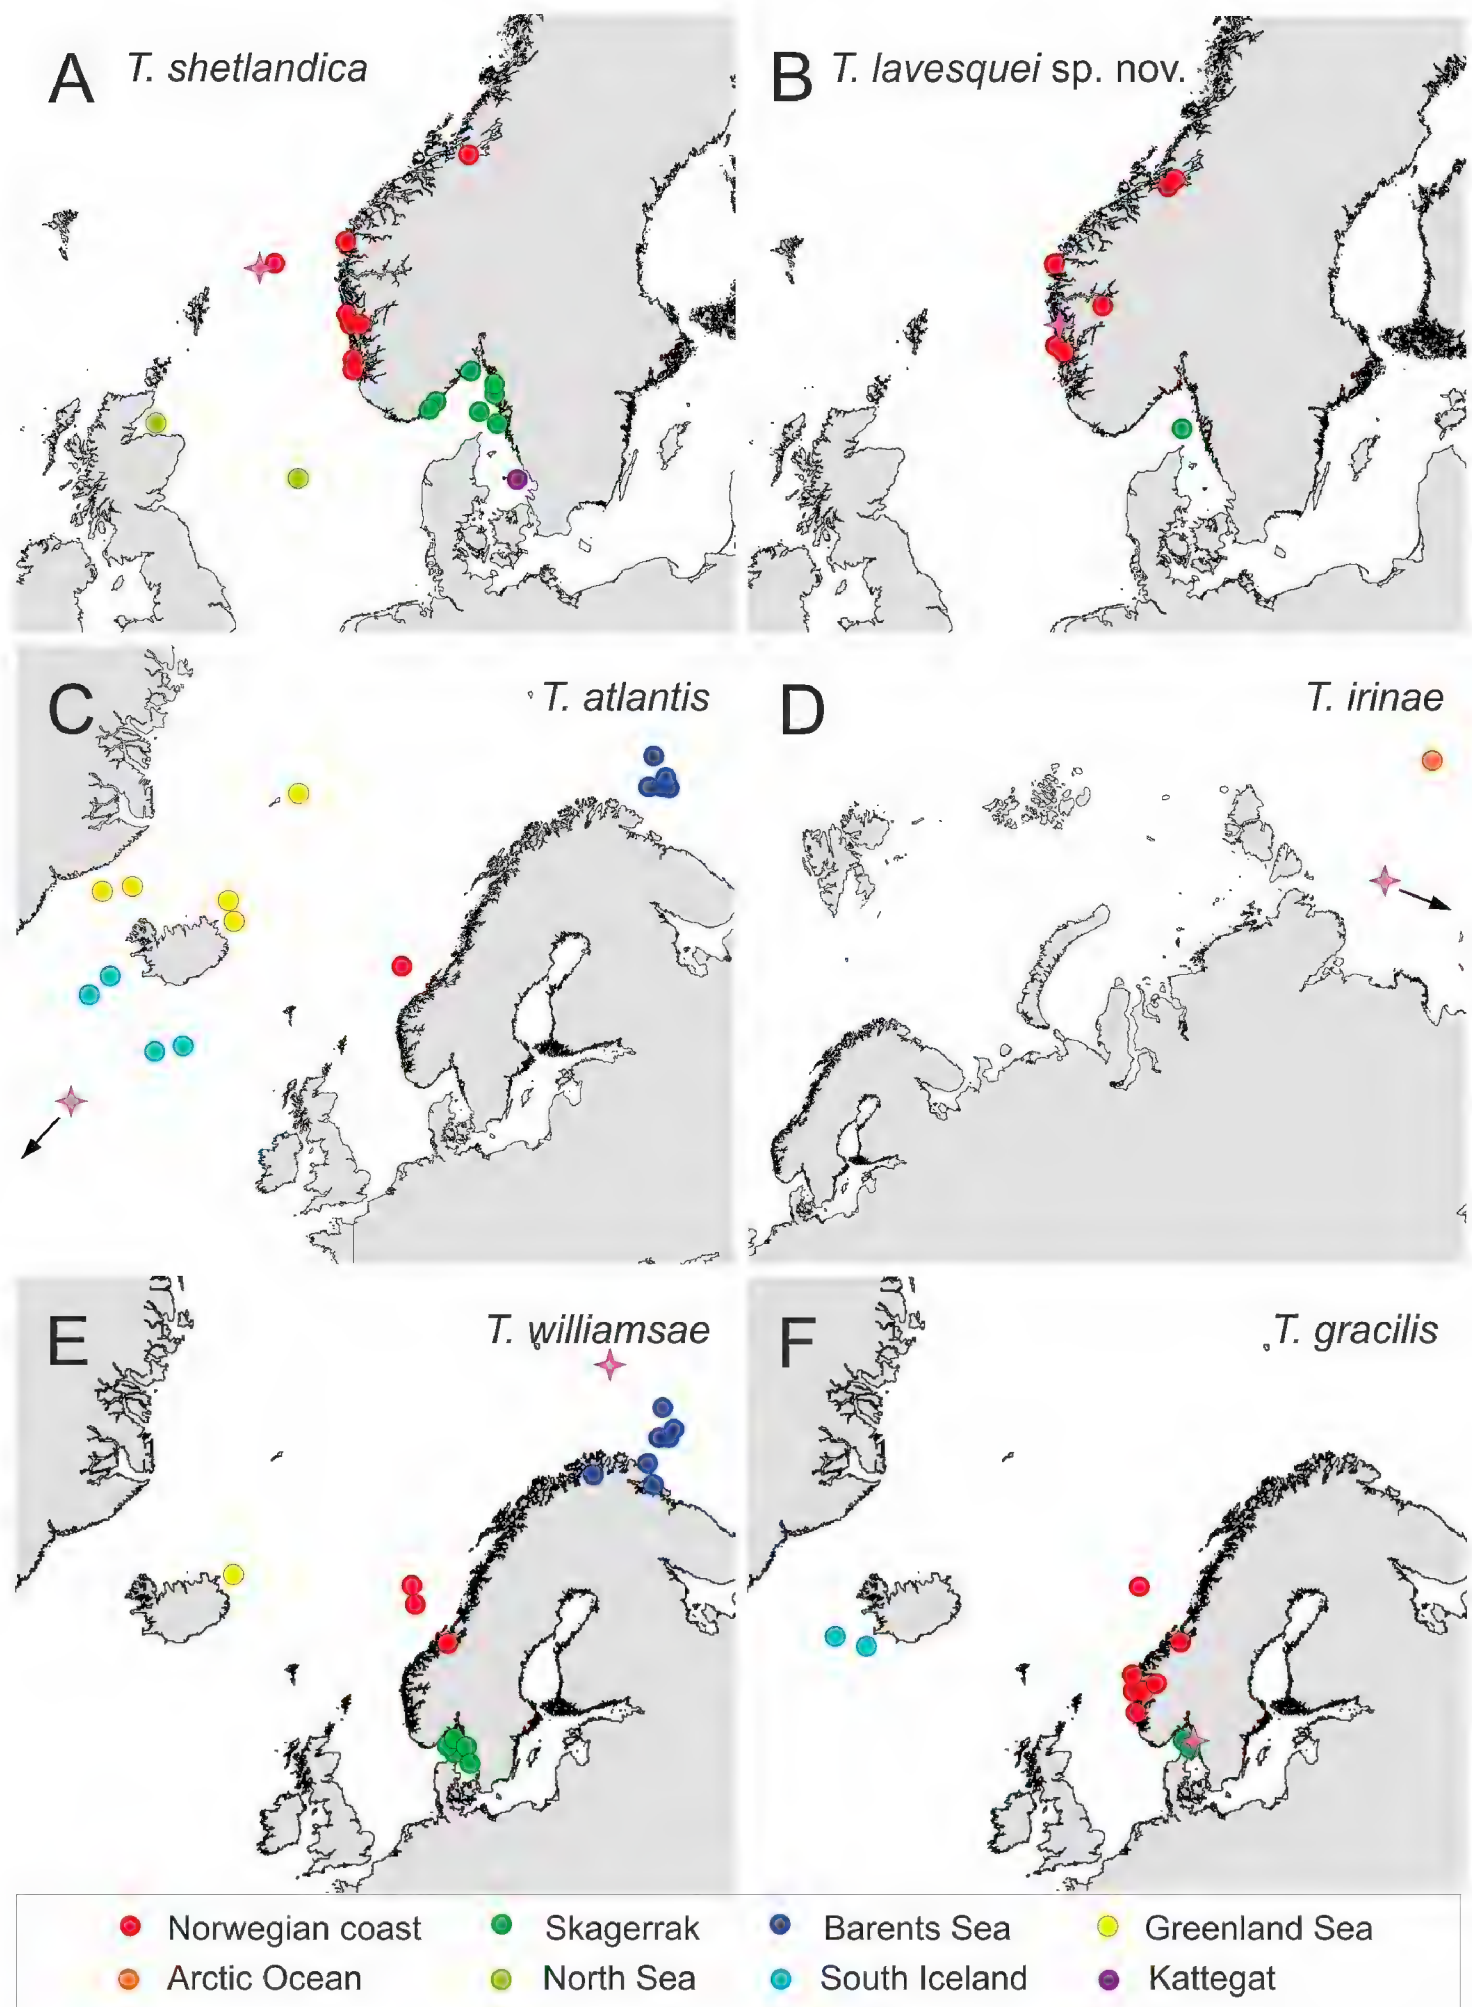 A T. shetlandica
B T. lavesquei sp. nov.
C T. atlantis
D T. irinae
E T. williamsae
F T. gracilis
Norwegian coast Skagerrak Barents Sea Greenland Sea
Arctic Ocean North Sea South Iceland Kattegat